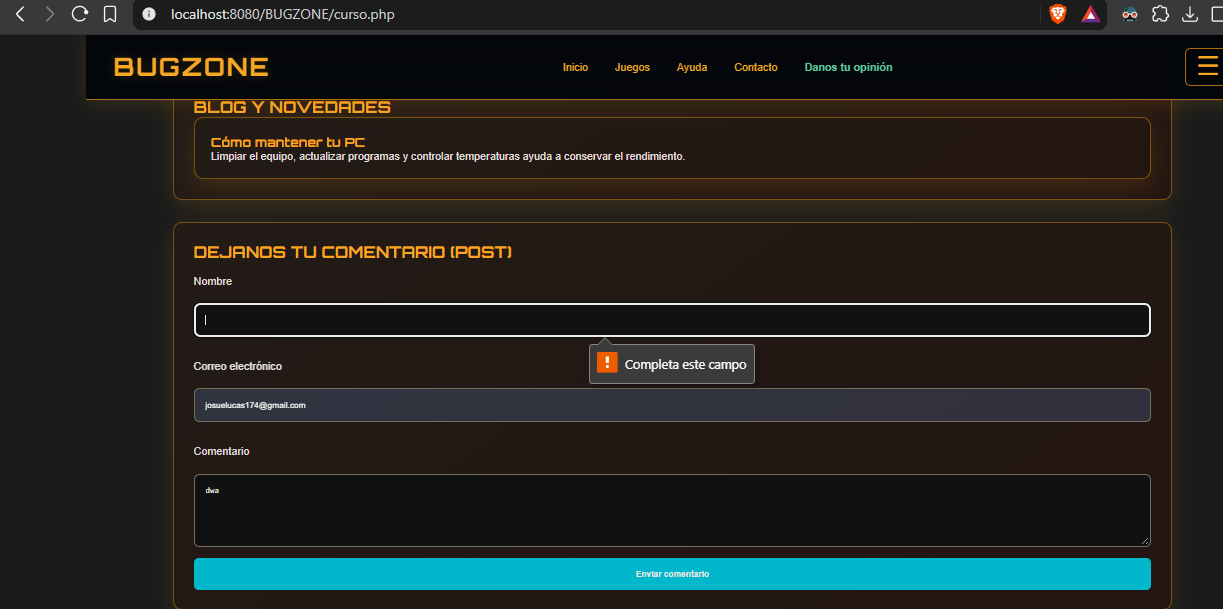 localhost:8080/BUGZONE/curso.php
BUGZONE
Inicio
Juegos
Ayuda
Contacto
Danos tu opinión
BLOG Y NOVEDADES
Cómo mantener tu PC
Limpiar el equipo, actualizar programas y controlar temperaturas ayuda a conservar el rendimiento.
DEJANOS TU COMENTARIO (POST)
Nombre
Completa este campo
Correo electrónico
josuelucas174@gmail.com
Comentario
dwa
Enviar comentario